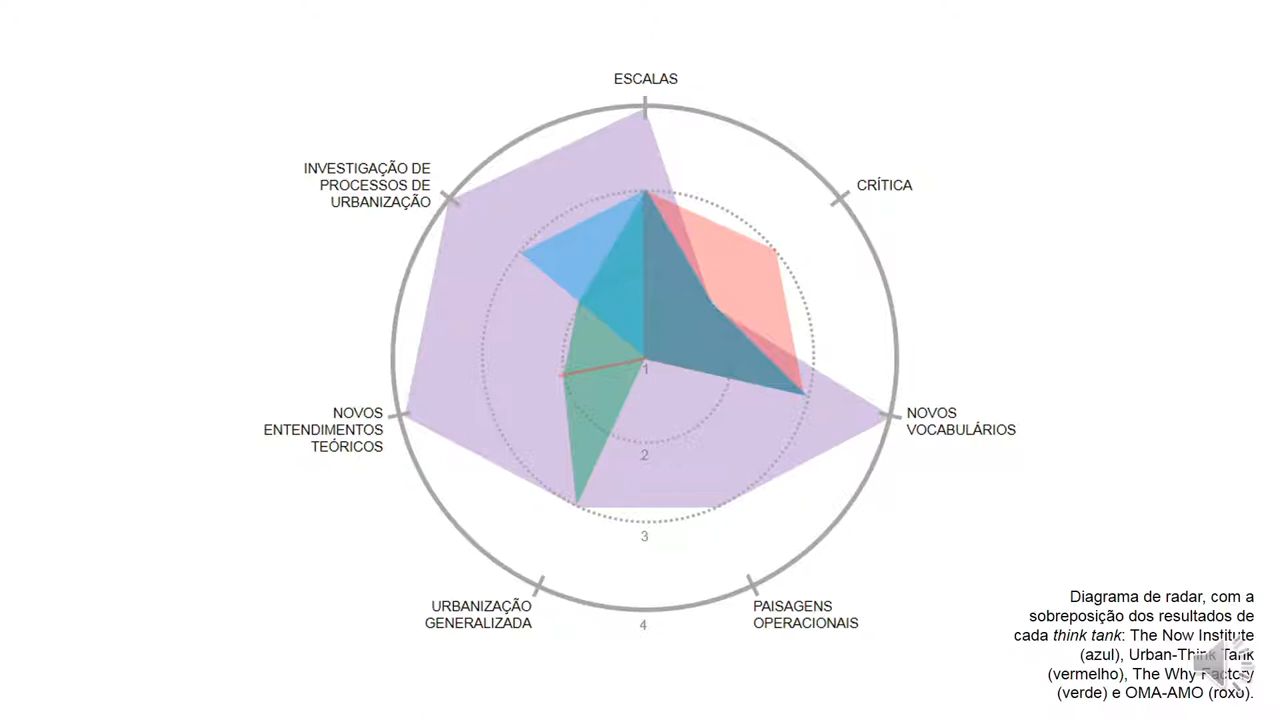 ESCALAS
INVESTIGAÇÃO DE
PROCESSOS DE
URBANIZAÇÃO
CRÍTICA
1
NOVOS
ENTENDIMENTOS
TEÓRICOS
NOVOS
VOCABULÁRIOS
2
3
URBANIZAÇÃO
GENERALIZADA
4
PAISAGENS
OPERACIONAIS
Diagrama de radar, com a
sobreposição dos resultados de
cada think tank: The Now Institute
(azul), Urban-Think Tank
(vermelho), The Why Factory
(verde) e OMA-AMO (roxo).